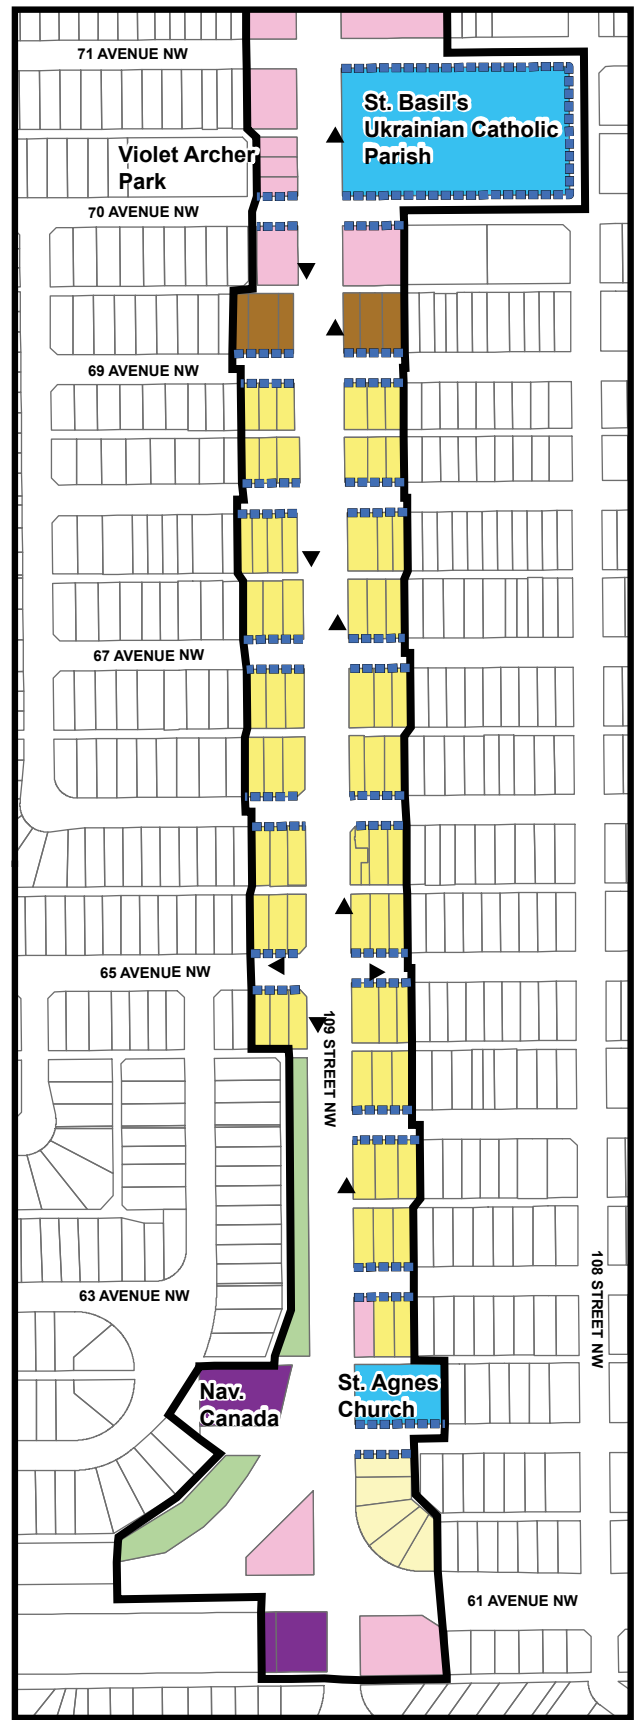 71 AVENUE NW
St. Basil's
Ukrainian Catholic
Parish
Violet Archer
Park
70 AVENUE NW
69 AVENUE NW
67 AVENUE NW
65 AVENUE NW
109 STREET NW
63 AVENUE NW
108 STREET NW
Nav.
Canada
St. Agnes
Church
61 AVENUE NW